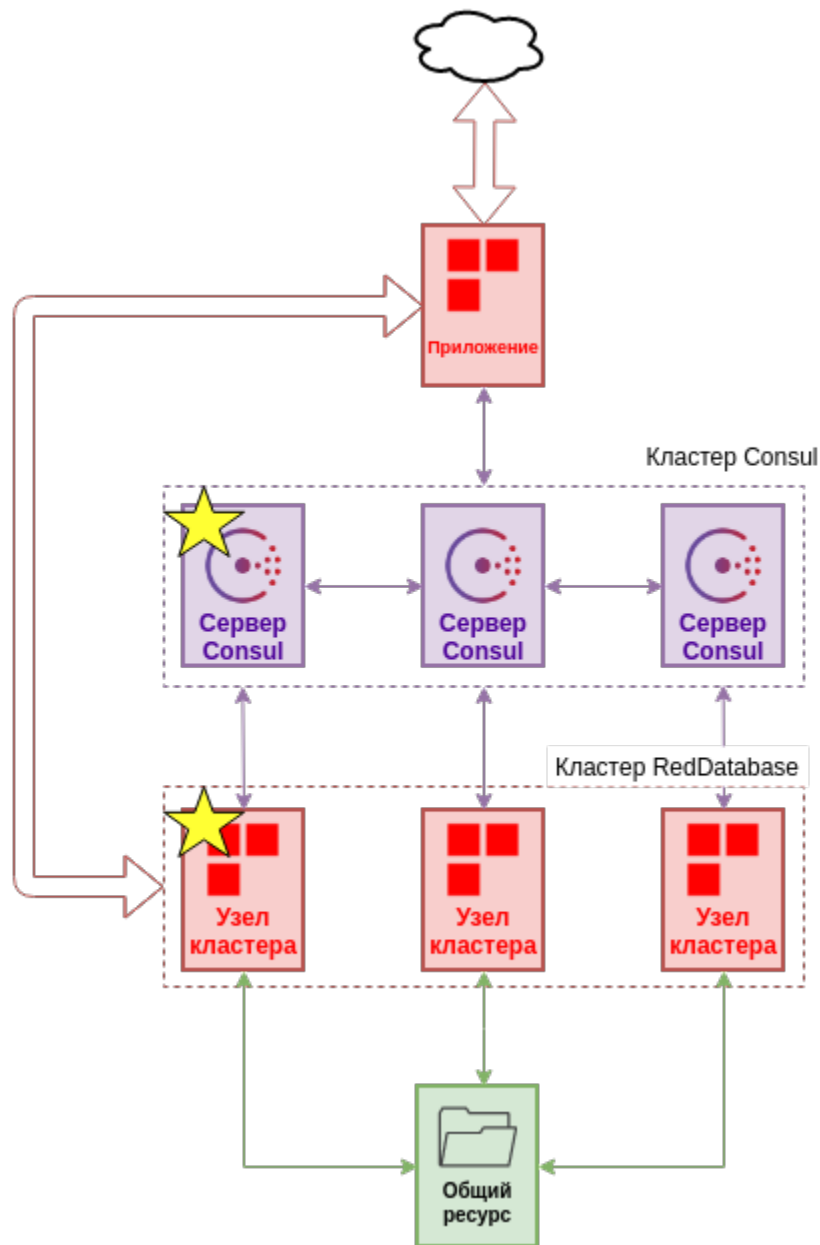 Приложение
Кластер Consul
Сервер
Consul
Сервер
Consul
Сервер
Consul
Кластер RedDatabase
Узел
кластера
Узел
кластера
Узел
кластера
Общий
ресурс